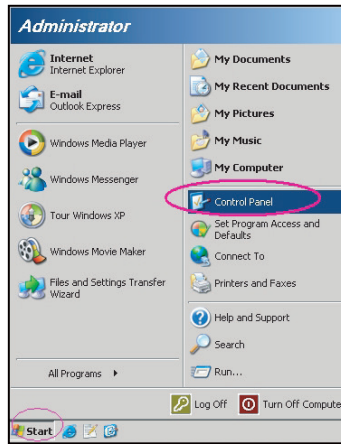 Administrator
Internet
Internet Explorer
E-mail
Outlook Express
Windows Media Player
Windows Messenger
Tour Windows XP
Windows Movie Maker
Files and Settings Transfer
Wizard
All Programs
My Documents
My Recent Documents
My Pictures
My Music
My Computer
Control Panel
Set Program Access and
Defaults
Connect To
Printers and Faxes
Help and Support
Search
Run...
Log Off
Turn Off Compute
Start